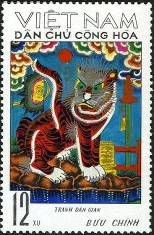 VIỆT NAM
DÂN CHỦ CỘNG HÒA
TRANH DÂN GIAN
12 XU BƯU CHÍNH